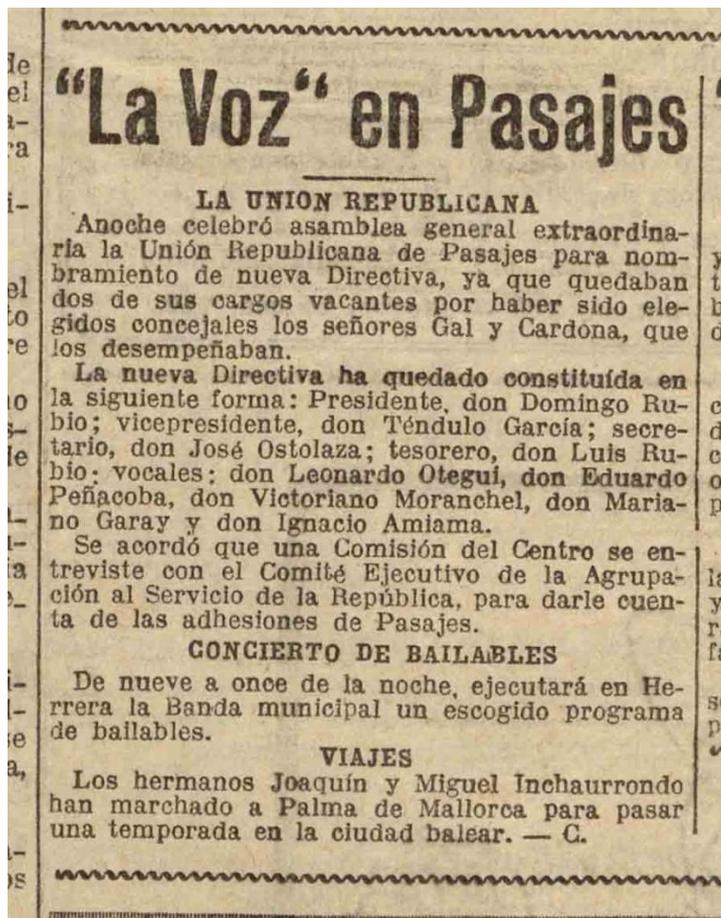 "La Voz" en Pasajes
LA UNION REPUBLICANA
Anoche celebró asamblea general extraordina-
ria la Unión Republicana de Pasajes para nom-
bramiento de nueva Directiva, ya que quedaban
dos de sus cargos vacantes por haber sido ele-
gidos concejales los señores Gal y Cardona, que
los desempeñaban.
La nueva Directiva ha quedado constituída en
la siguiente forma: Presidente, don Domingo Ru-
bio; vicepresidente, don Téndulo García; secre-
tario, don José Ostolaza; tesorero, don Luis Ru-
bio; vocales: don Leonardo Otegui, don Eduardo
Peñacoba, don Victoriano Moranchel, don Maria-
no Garay y don Ignacio Amiama.
Se acordó que una Comisión del Centro se en-
treviste con el Comité Ejecutivo de la Agrupa-
ción al Servicio de la República, para darle cuen-
ta de las adhesiones de Pasajes.
CONCIERTO DE BAILABLES
De nueve a once de la noche, ejecutará en He-
rrera la Banda municipal un escogido programa
de bailables.
VIAJES
Los hermanos Joaquín y Miguel Inchaurrondo
han marchado a Palma de Mallorca para pasar
una temporada en la ciudad balear. — C.